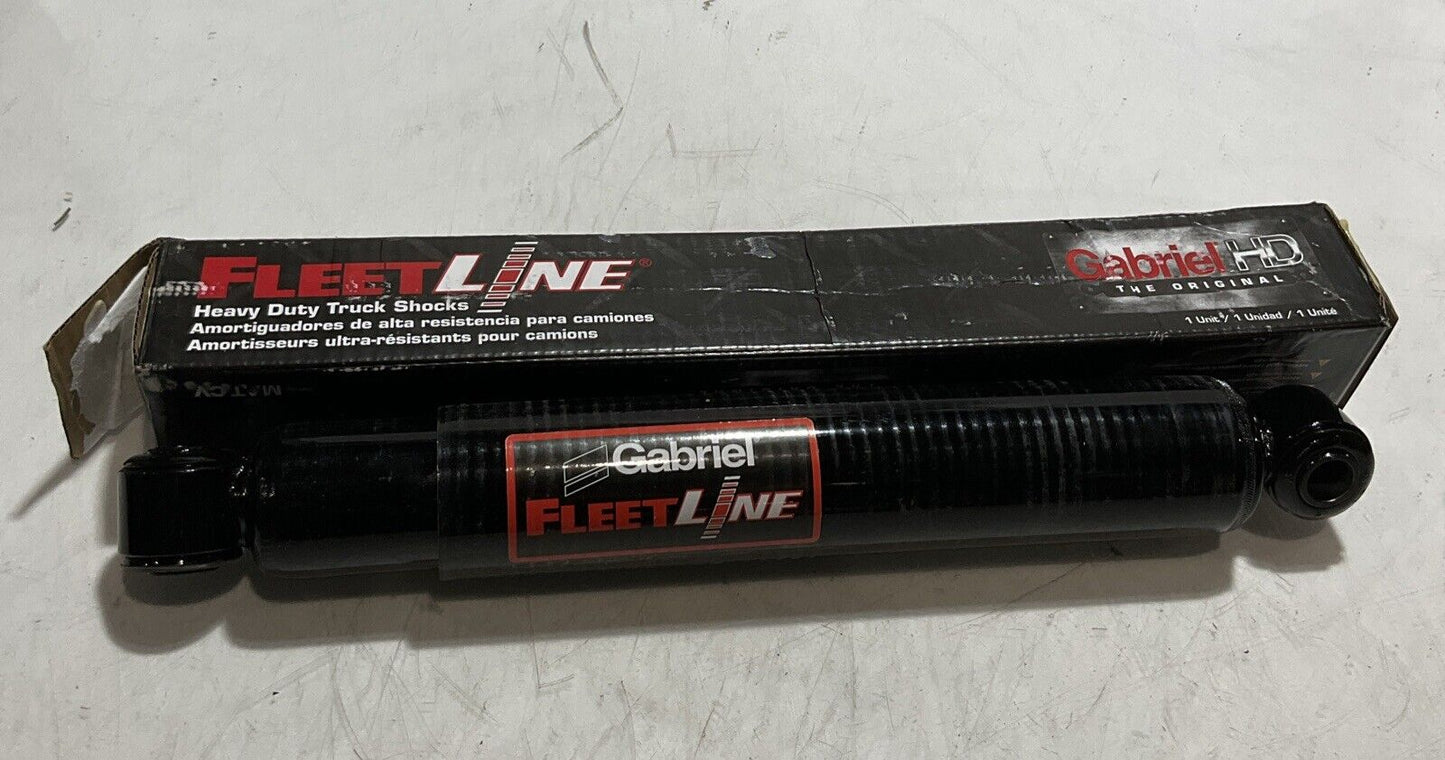 FLEETLINE®
Heavy Duty Truck Shocks
Amortiguadores de alta resistencia para camiones
Amortisseurs ultra-résistants pour camions
Gabriel HD
THE ORIGINAL
1 Unit / 1 Unidad / 1 Unité
Gabriel
FLEETLINE